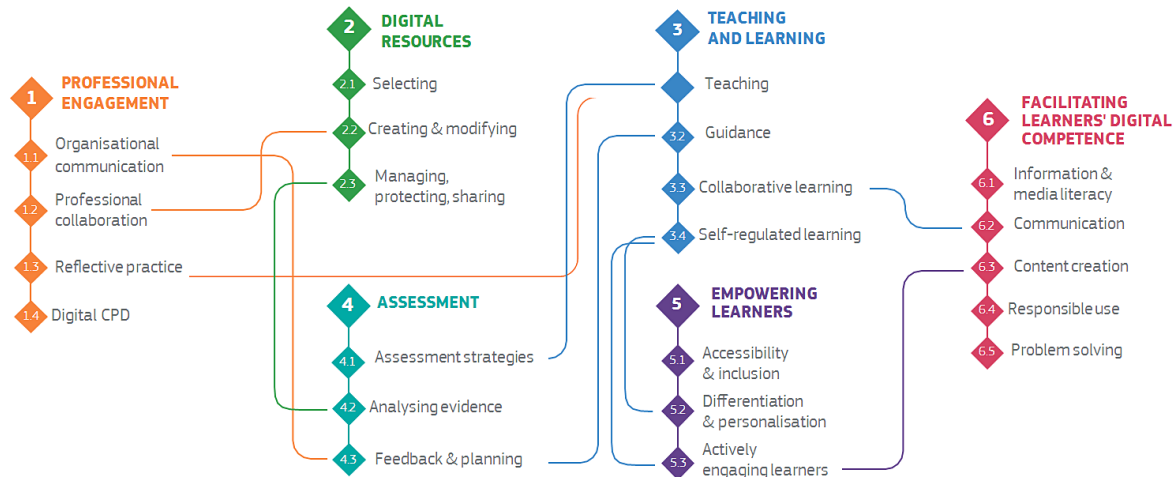 1
PROFESSIONAL
ENGAGEMENT
1.1
Organisational
communication
1.2
Professional
collaboration
1.3
Reflective practice
1.4
Digital CPD
2
DIGITAL
RESOURCES
2.1
Selecting
2.2
Creating & modifying
2.3
Managing,
protecting, sharing
3
TEACHING
AND LEARNING
Teaching
3.2
Guidance
3.3
Collaborative learning
3.4
Self-regulated learning
4
ASSESSMENT
4.1
Assessment strategies
4.2
Analysing evidence
4.3
Feedback & planning
5
EMPOWERING
LEARNERS
5.1
Accessibility
& inclusion
5.2
Differentiation
& personalisation
5.3
Actively
engaging learners
6
FACILITATING
LEARNERS' DIGITAL
COMPETENCE
6.1
Information &
media literacy
6.2
Communication
6.3
Content creation
6.4
Responsible use
6.5
Problem solving